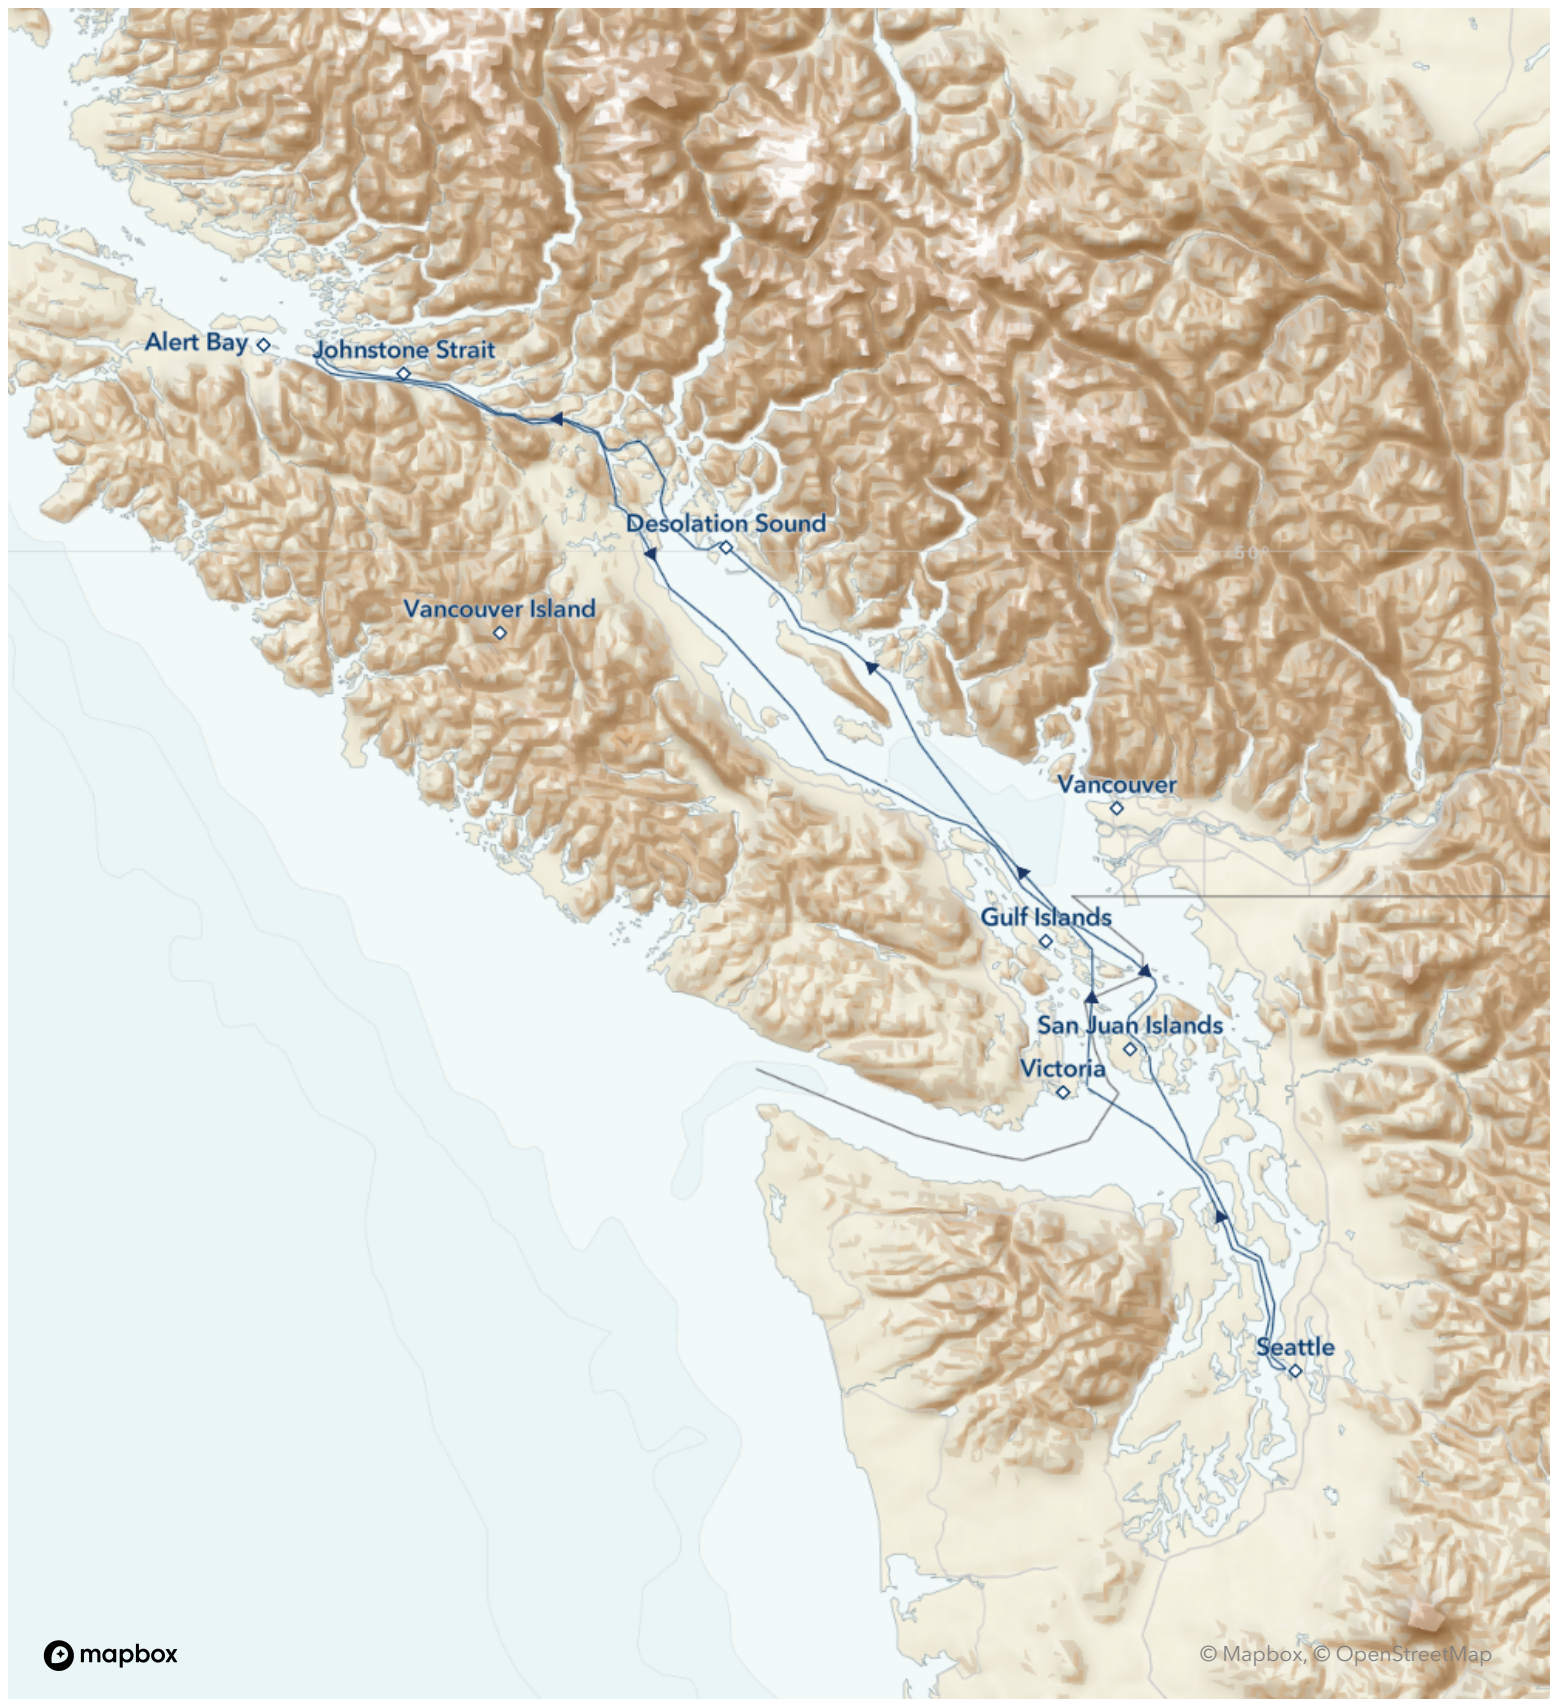 Alert Bay
Johnstone Strait
Desolation Sound
50°
Vancouver Island
Vancouver
Gulf Islands
San Juan Islands
Victoria
Seattle
mapbox
© Mapbox, © OpenStreetMap